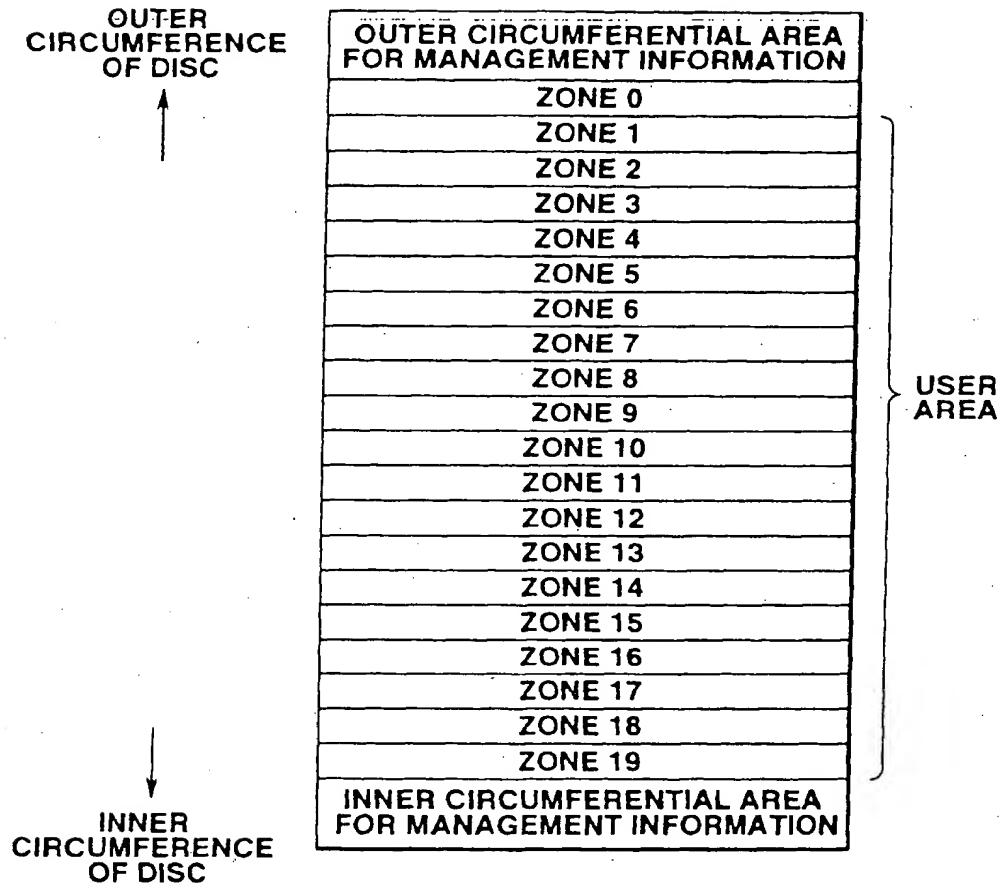 OUTER
CIRCUMFERENCE
OF DISC
OUTER CIRCUMFERENTIAL AREA
FOR MANAGEMENT INFORMATION
ZONE 0
ZONE 1
ZONE 2
ZONE 3
ZONE 4
ZONE 5
ZONE 6
ZONE 7
ZONE 8
ZONE 9
ZONE 10
ZONE 11
ZONE 12
ZONE 13
ZONE 14
ZONE 15
ZONE 16
ZONE 17
ZONE 18
ZONE 19
USER
AREA
INNER CIRCUMFERENTIAL AREA
FOR MANAGEMENT INFORMATION
INNER
CIRCUMFERENCE
OF DISC